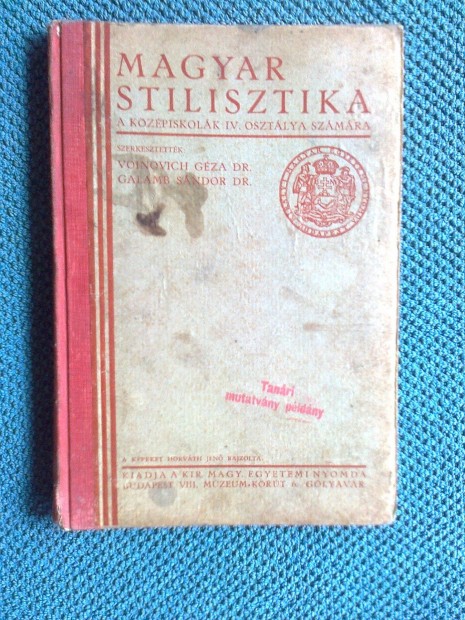 MAGYAR
STILISZTIKA
A KÖZÉPISKOLÁK IV. OSZTÁLYA SZÁMÁRA
SZERKESZTETTÉK
VOINOVICH GÉZA DR.
GALAMB SÁNDOR DR.
Tanári
mutatvány példány
A KÉPEKET HORVÁTH JENŐ RAJZOLTA.
KIADJA A KIR. MAGY. EGYETEMI NYOMDA
BUDAPEST VIII. MÚZEUM-KÖRÚT 6. GÓLYAVÁR